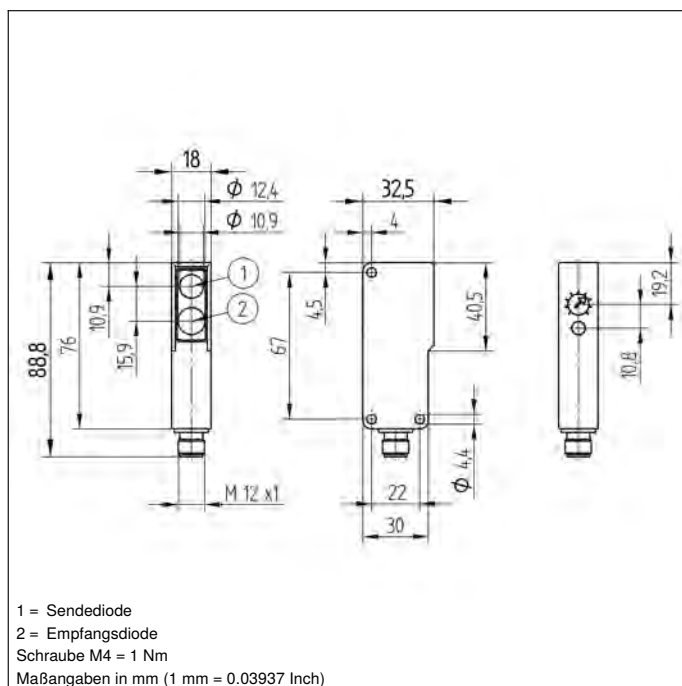 18
ϕ 12,4
ϕ 10,9
1
2
10,9
15,9
76
88,8
M 12 x1
32,5
4
4,5
67
40,5
ϕ 4,4
22
30
19,2
10,8
1 = Sendediode
2 = Empfangsdiode
Schraube M4 = 1 Nm
Maßangaben in mm (1 mm = 0.03937 Inch)